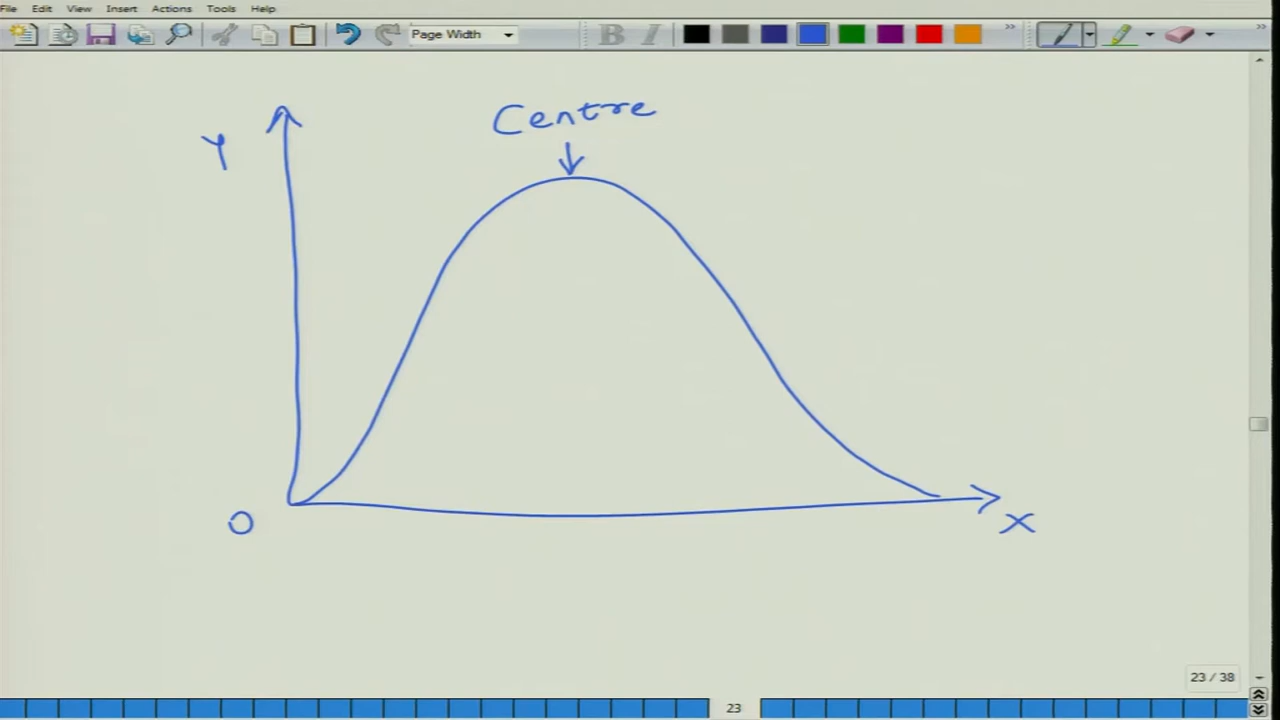 File Edit View Insert Actions Tools Help
Page Width B I
Centre
Y
O
X
23 / 38
23